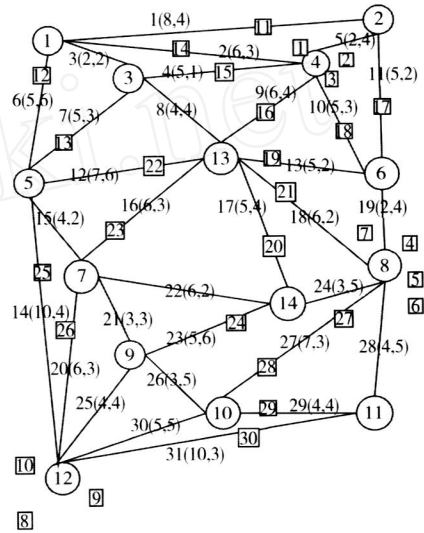 1(8,4) 11 2
1 14 2(6,3) 1 5(2,4)
3(2,2) 4 2
12 3 4(5,1) 15 3 11(5,2)
6(5,6) 7(5,3) 8(4,4) 9(6,4) 10(5,3) 17
13 16 18
22 13 19 13(5,2) 6
5 12(7,6) 21
15(4,2) 16(6,3) 17(5,4) 18(6,2) 19(2,4)
23 20 7 4
25 7 8 5
22(6,2) 14 24(3,5) 6
14(10,4) 26 21(3,3) 23(5,6) 24 27
9 27(7,3) 28(4,5)
20(6,3) 26(3,5) 28
25(4,4) 10 29 29(4,4) 11
30(5,5) 30
31(10,3)
10 12
9
8